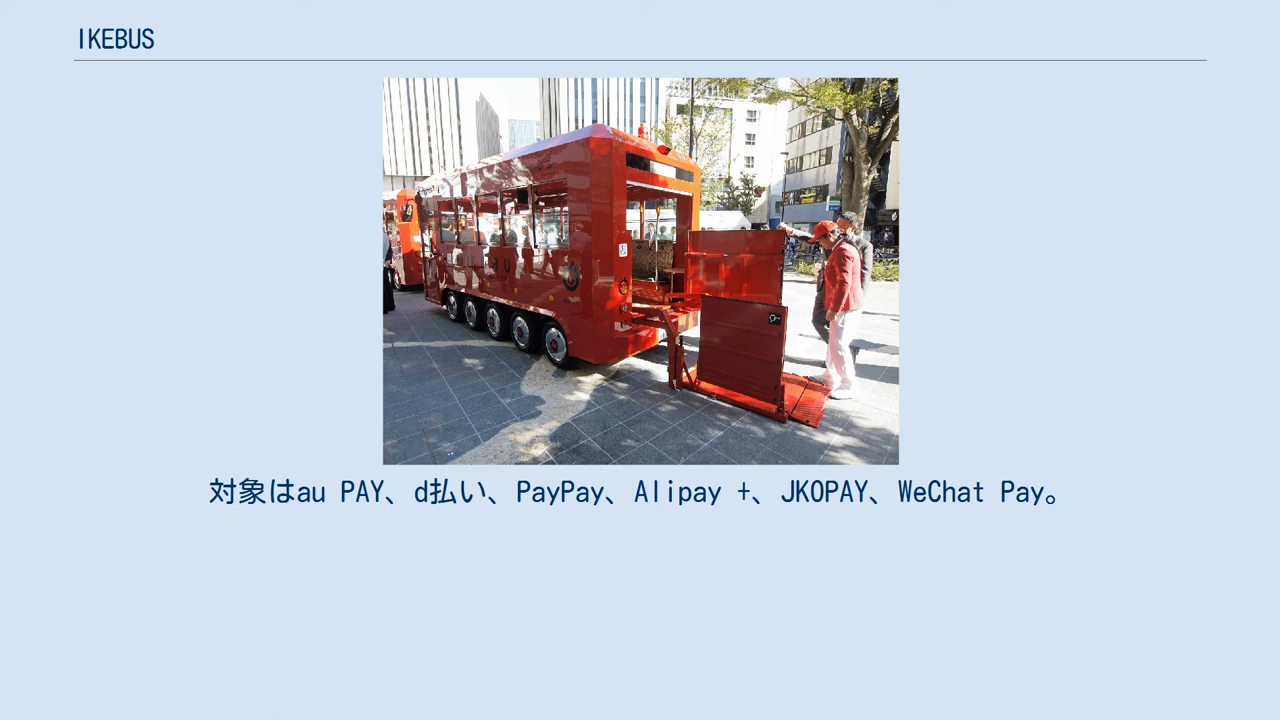 IKEBUS
対象はau PAY、d払い、PayPay、Alipay +、JKOPAY、WeChat Pay。